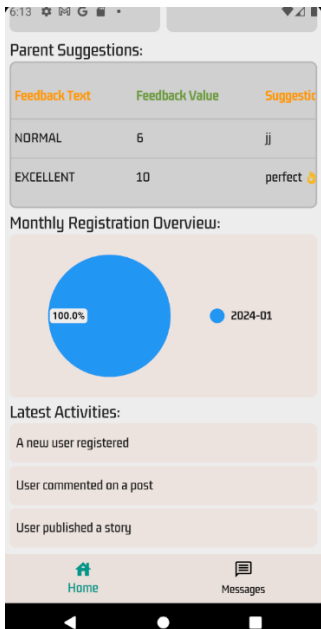 6:13
Parent Suggestions:
Feedback Text Feedback Value Suggestic
NORMAL 6 jj
EXCELLENT 10 perfect 👌
Monthly Registration Overview:
100.0% 2024-01
Latest Activities:
A new user registered
User commented on a post
User published a story
Home Messages